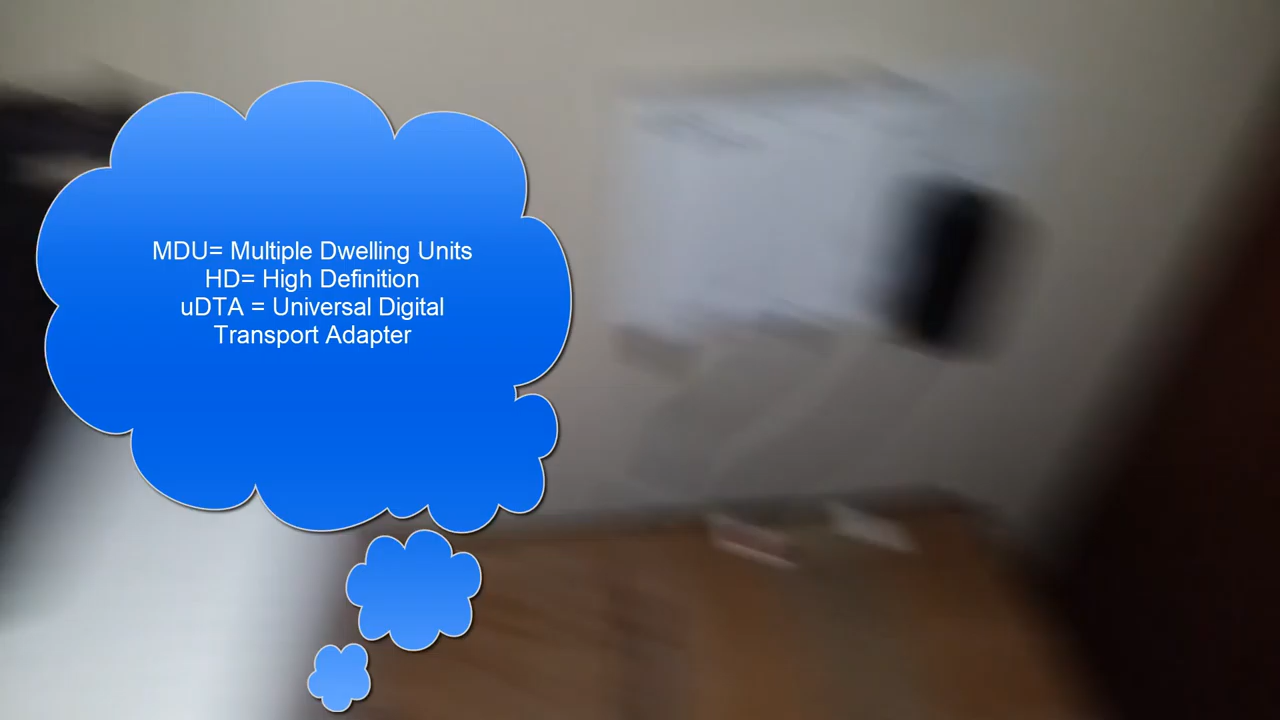 MDU= Multiple Dwelling Units
HD= High Definition
uDTA = Universal Digital
Transport Adapter